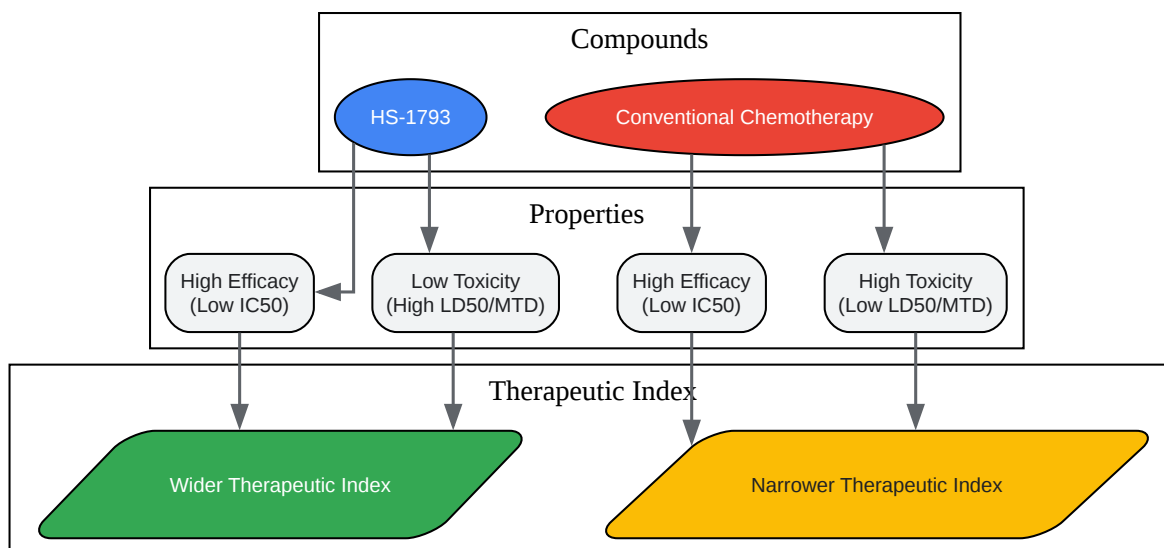 Compounds
HS-1793
Conventional Chemotherapy
Properties
High Efficacy
(Low IC50)
Low Toxicity
(High LD50/MTD)
High Efficacy
(Low IC50)
High Toxicity
(Low LD50/MTD)
Therapeutic Index
Wider Therapeutic Index
Narrower Therapeutic Index